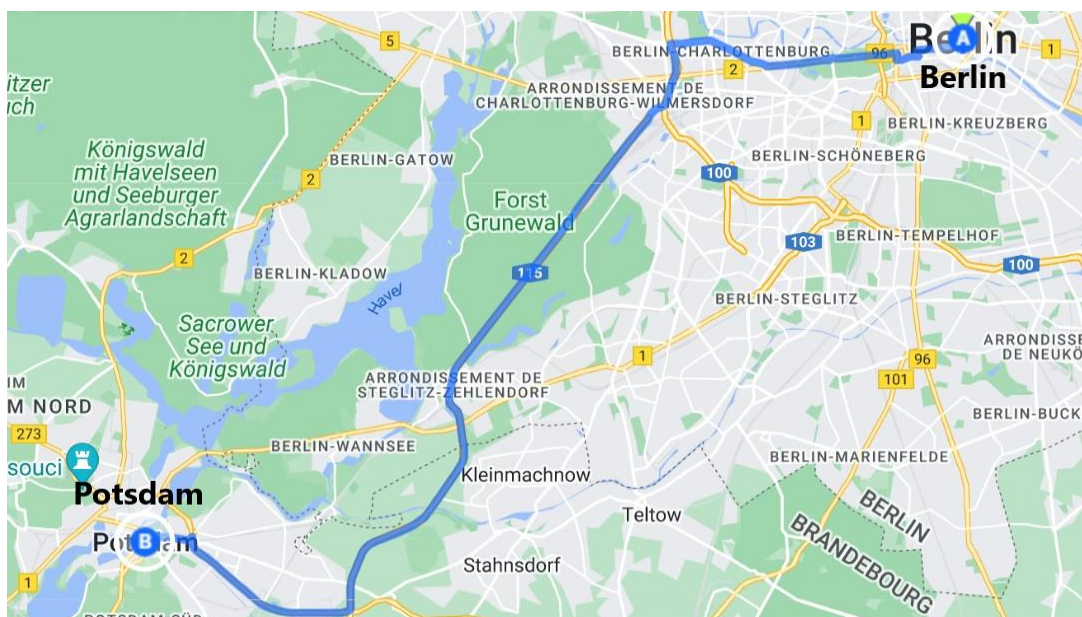 5
BERLIN-CHARLOTTENBURG
96
Berlin
A
1
Berlin
2
ARRONDISSEMENT DE
CHARLOTTENBURG-WILMERSDORF
1
BERLIN-KREUZBERG
Königswald
mit Havelseen
und Seeburger
Agrarlandschaft
BERLIN-GATOW
2
BERLIN-SCHÖNEBERG
100
Forst
Grunewald
2
BERLIN-KLADOW
115
103
BERLIN-TEMPELHOF
100
Havel
BERLIN-STEGLITZ
Sacrower
See und
Königswald
1
96
101
ARRONDISSE
DE NEUKÖ
ARRONDISSEMENT DE
STEGLITZ-ZEHLENDORF
IM
M NORD
273
BERLIN-WANNSEE
BERLIN-BUCK
souci
Kleinmachnow
BERLIN-MARIENFELDE
Potsdam
Teltow
BERLIN
BRANDEBOURG
Potsdam
B
Stahnsdorf
1